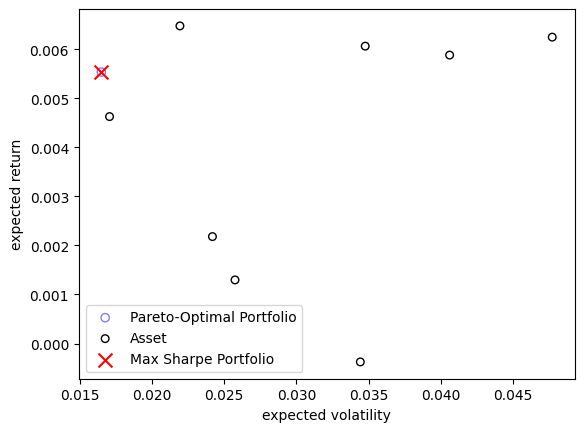 expected return
0.006
0.005
0.004
0.003
0.002
0.001
0.000
Pareto-Optimal Portfolio
Asset
Max Sharpe Portfolio
0.015 0.020 0.025 0.030 0.035 0.040 0.045
expected volatility